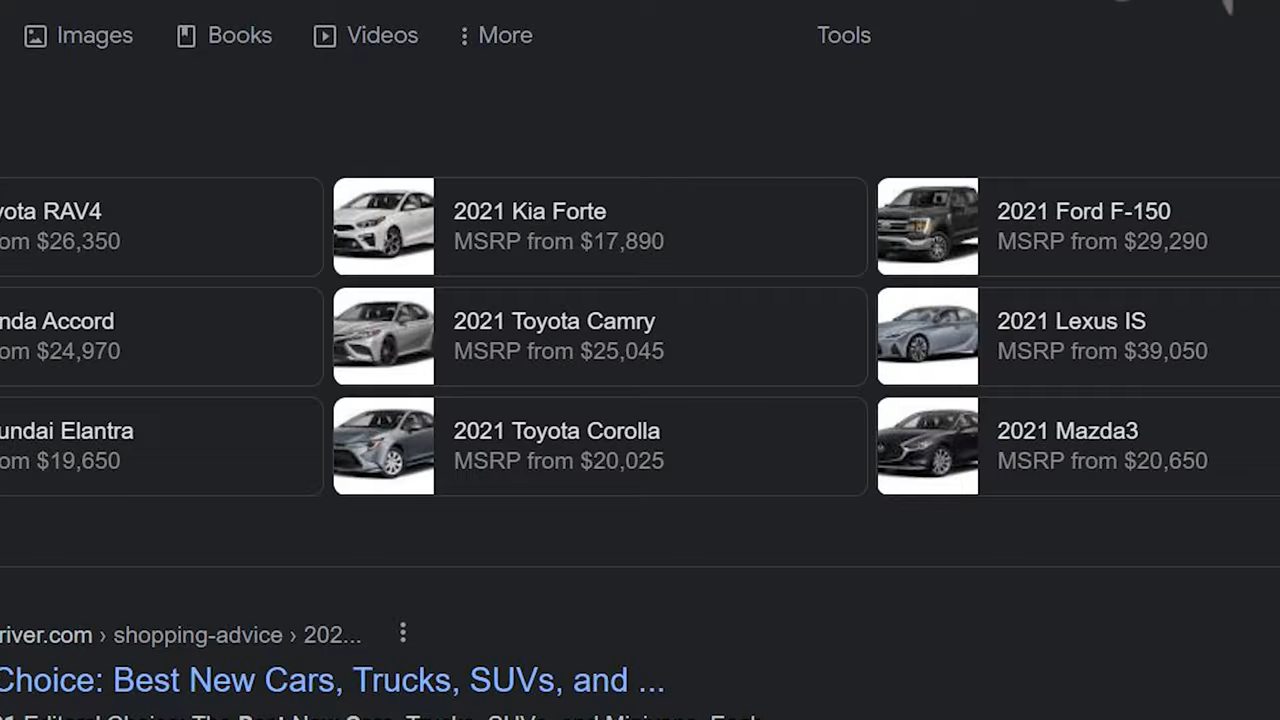 Images Books Videos More Tools
yota RAV4
om $26,350
2021 Kia Forte
MSRP from $17,890
2021 Ford F-150
MSRP from $29,290
nda Accord
om $24,970
2021 Toyota Camry
MSRP from $25,045
2021 Lexus IS
MSRP from $39,050
undai Elantra
om $19,650
2021 Toyota Corolla
MSRP from $20,025
2021 Mazda3
MSRP from $20,650
river.com › shopping-advice › 202...
Choice: Best New Cars, Trucks, SUVs, and ...